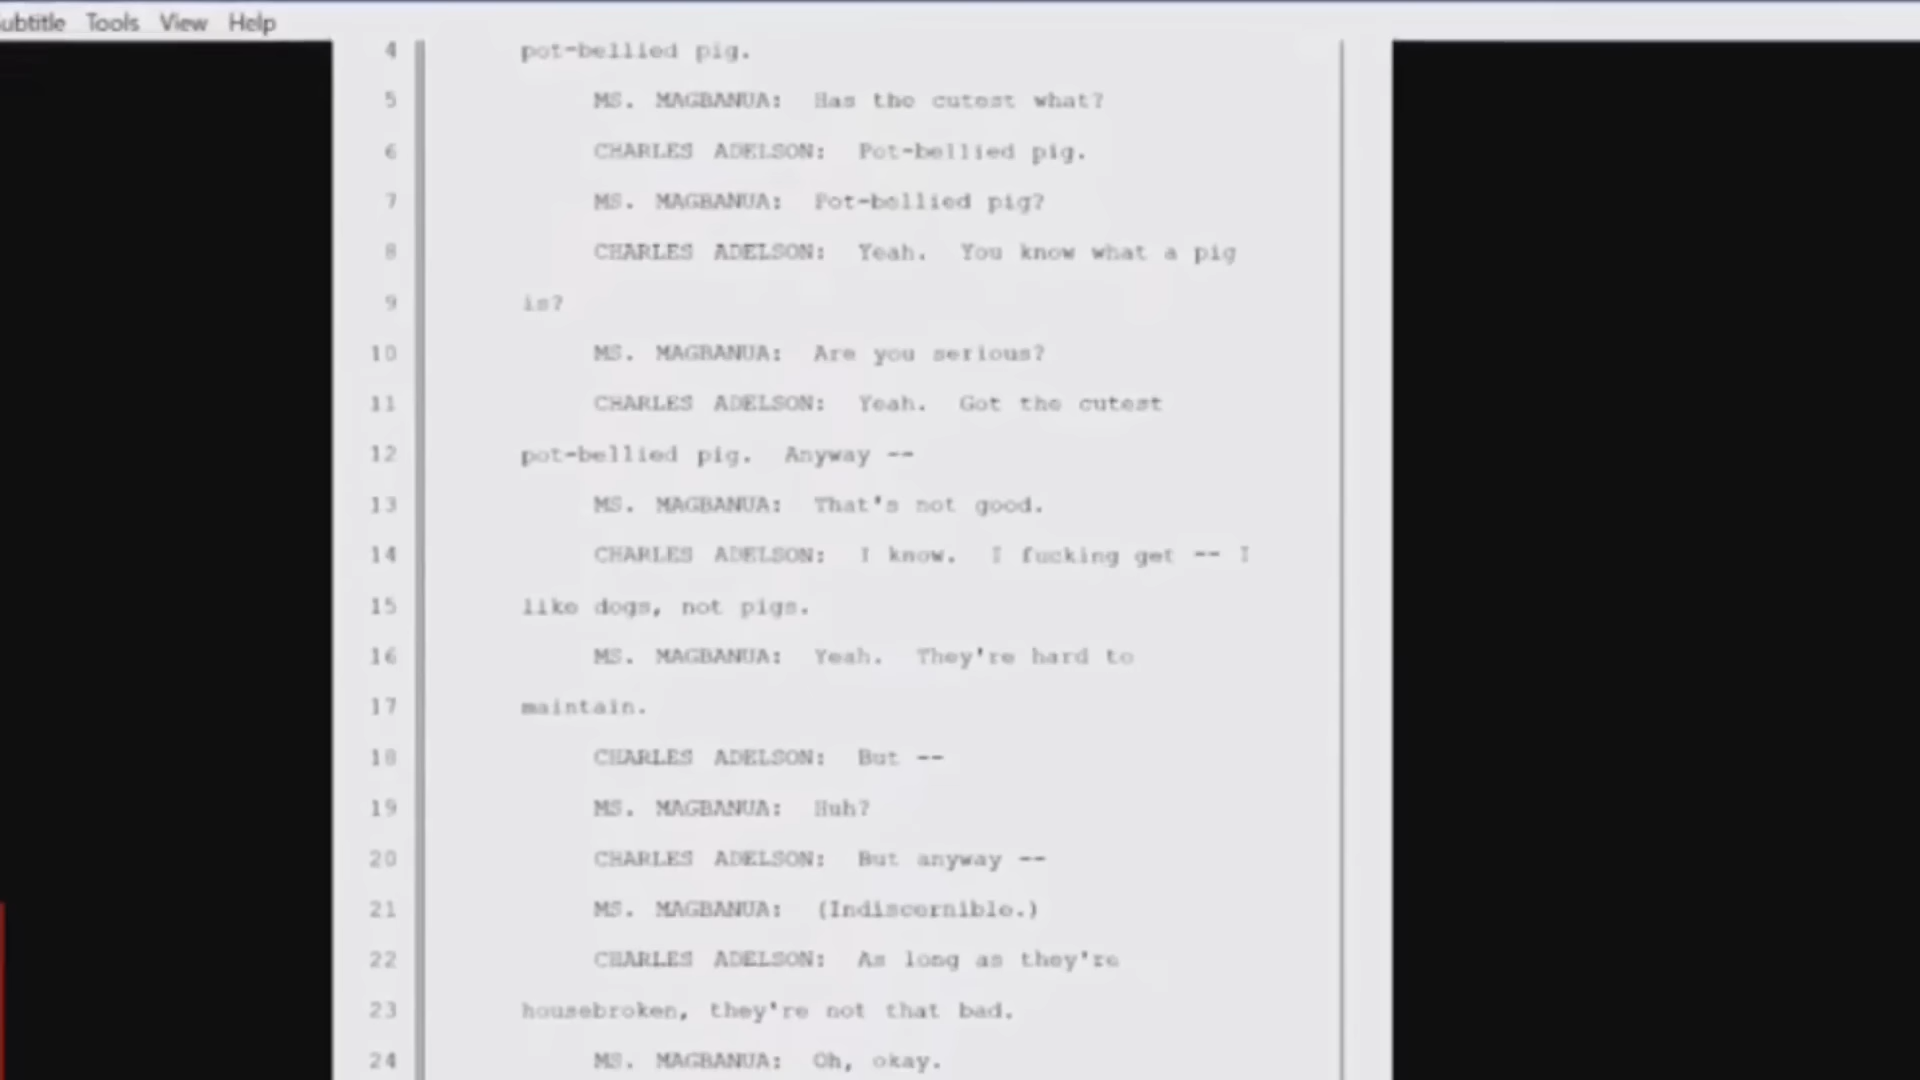 ubtitle Tools View Help
4 pot-bellied pig.
5 MS. MAGBANUA: Has the cutest what?
6 CHARLES ADELSON: Pot-bellied pig.
7 MS. MAGBANUA: Pot-bellied pig?
8 CHARLES ADELSON: Yeah. You know what a pig
9 is?
10 MS. MAGBANUA: Are you serious?
11 CHARLES ADELSON: Yeah. Got the cutest
12 pot-bellied pig. Anyway --
13 MS. MAGBANUA: That's not good.
14 CHARLES ADELSON: I know. I fucking get -- I
15 like dogs, not pigs.
16 MS. MAGBANUA: Yeah. They're hard to
17 maintain.
18 CHARLES ADELSON: But --
19 MS. MAGBANUA: Huh?
20 CHARLES ADELSON: But anyway --
21 MS. MAGBANUA: (Indiscernible.)
22 CHARLES ADELSON: As long as they're
23 housebroken, they're not that bad.
24 MS. MAGBANUA: Oh, okay.